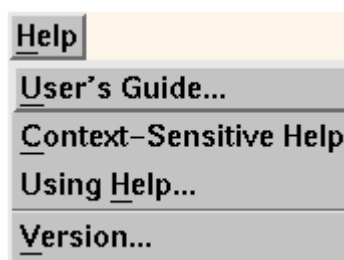 Help
User's Guide...
Context-Sensitive Help
Using Help...
Version...